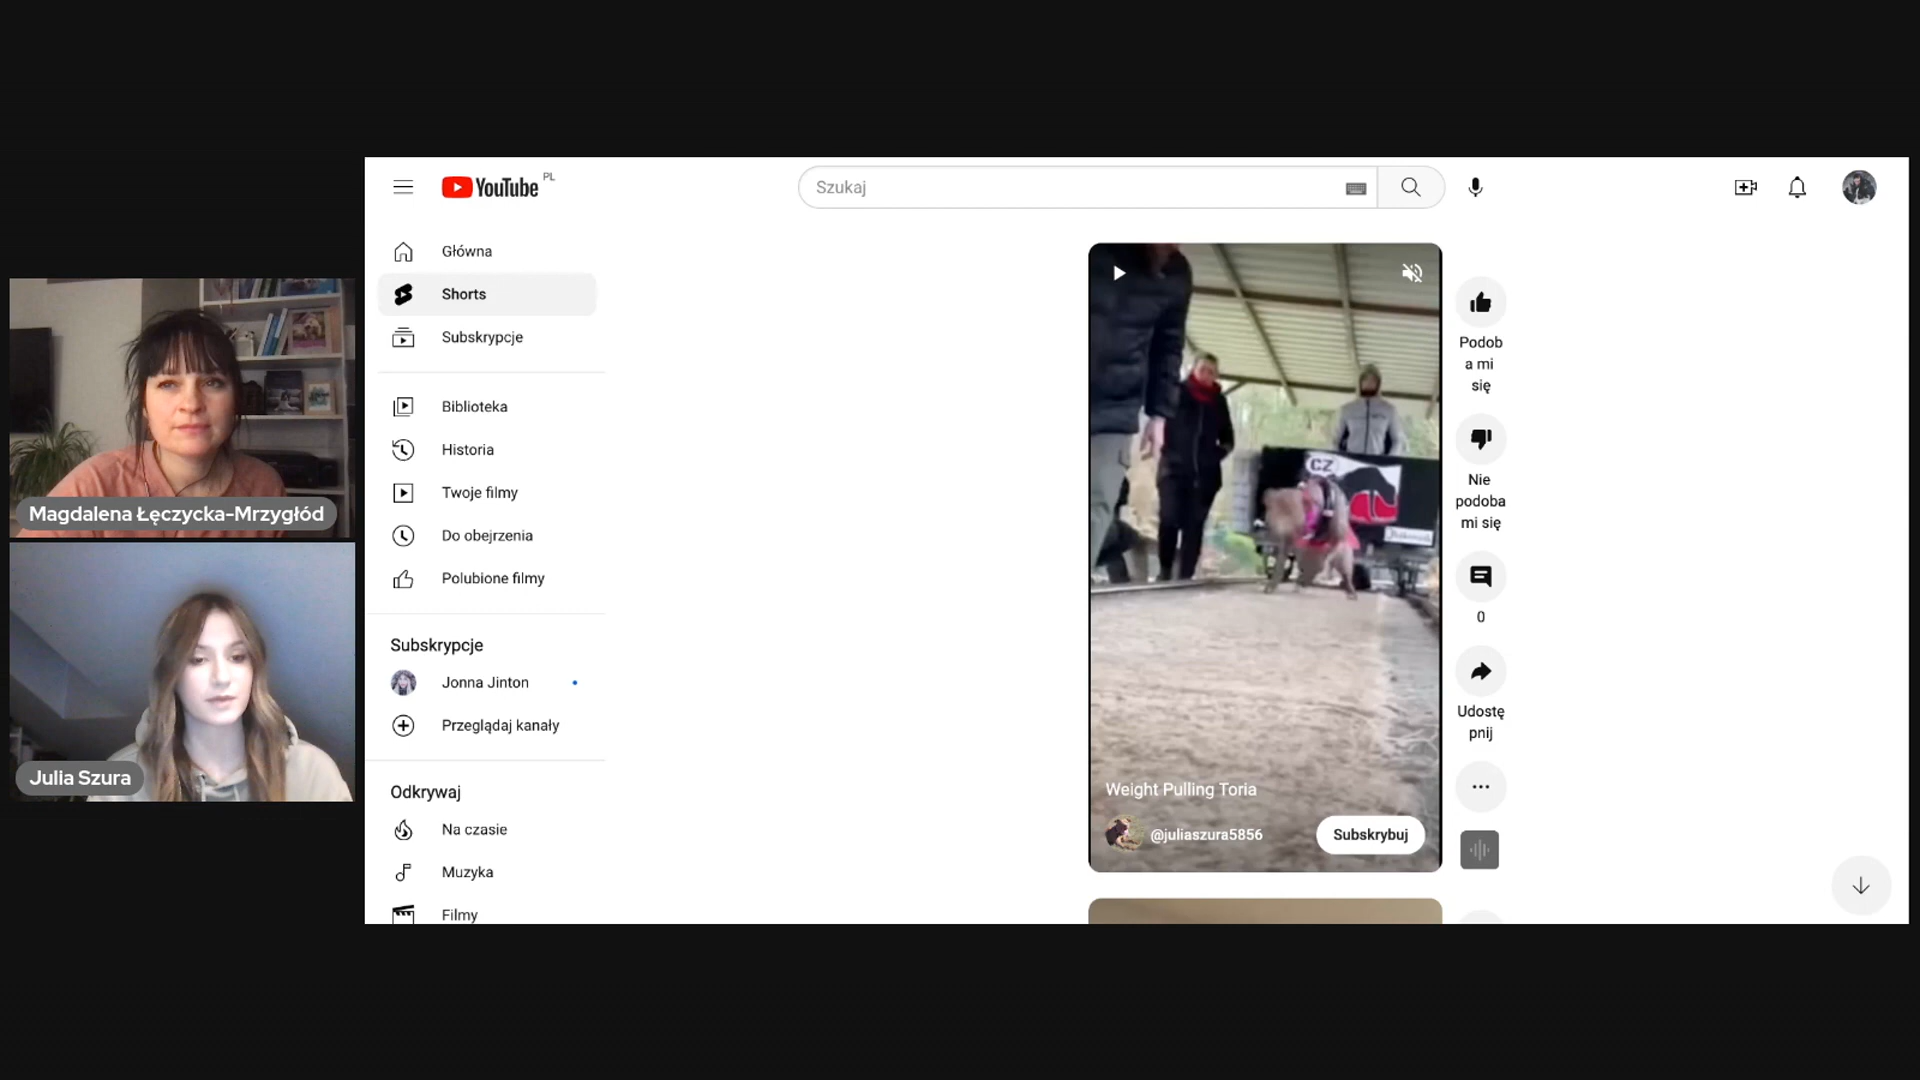 YouTube PL
Szukaj
Główna
Shorts
Subskrypcje
Biblioteka
Historia
Twoje filmy
Do obejrzenia
Polubione filmy
Subskrypcje
Jonna Jinton
Przeglądaj kanały
Odkrywaj
Na czasie
Muzyka
Filmy
Magdalena Łęczycka-Mrzygłód
Julia Szura
CZ
Weight Pulling Toria
@juliaszura5856
Subskrybuj
Podob
a mi
się
Nie
podoba
mi się
0
Udostę
pnij